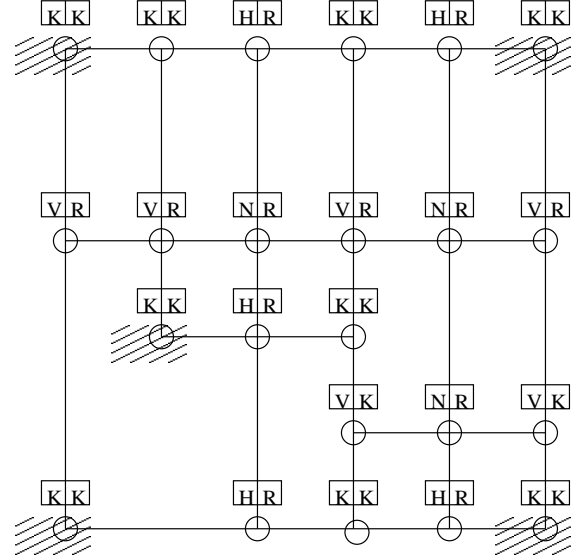 K K K K H R K K H R K K
V R V R N R V R N R V R
K K H R K K
V K N R V K
K K H R K K H R K K